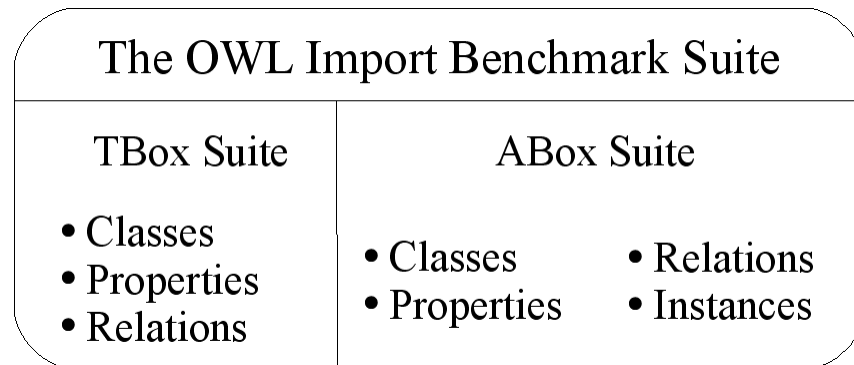 The OWL Import Benchmark Suite
TBox Suite
• Classes
• Properties
• Relations
ABox Suite
• Classes
• Properties
• Relations
• Instances